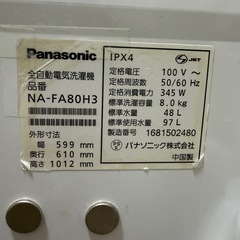 Panasonic
全自動電気洗濯機
品番
NA-FA80H3
外形寸法
幅 599 mm
奥行 610 mm
高さ 1012 mm
IPX4
JET
定格電圧 100 V〜
定格周波数 50/60 Hz
定格消費電力 345 W
標準洗濯容量 8.0 kg
標準水量 48 L
標準使用水量 97 L
製造番号 1681502480
パナソニック株式会社
中国製